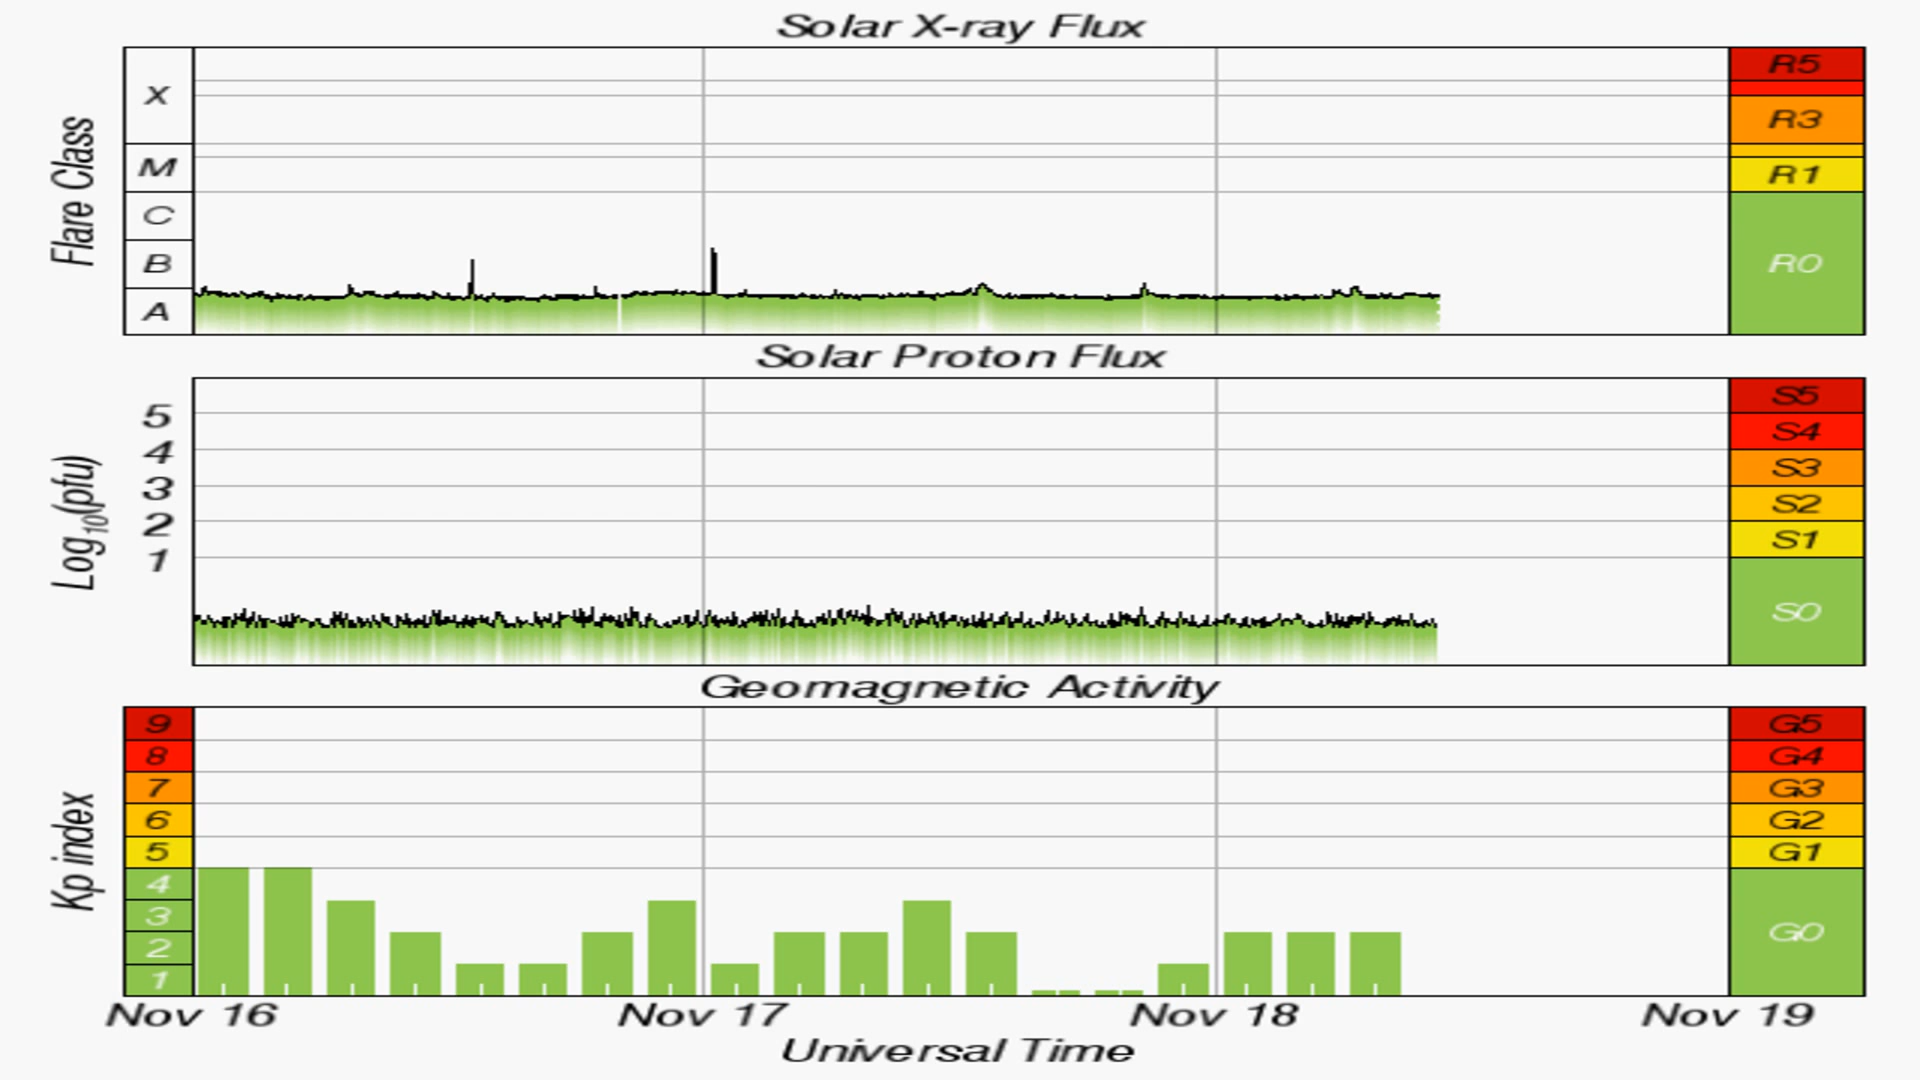 Solar X-ray Flux
Flare Class
X
M
C
B
A
R5
R3
R1
R0
Solar Proton Flux
Log10(pfu)
5
4
3
2
1
S5
S4
S3
S2
S1
S0
Geomagnetic Activity
Kp index
9
8
7
6
5
4
3
2
1
G5
G4
G3
G2
G1
G0
Nov 16 Nov 17 Nov 18 Nov 19
Universal Time